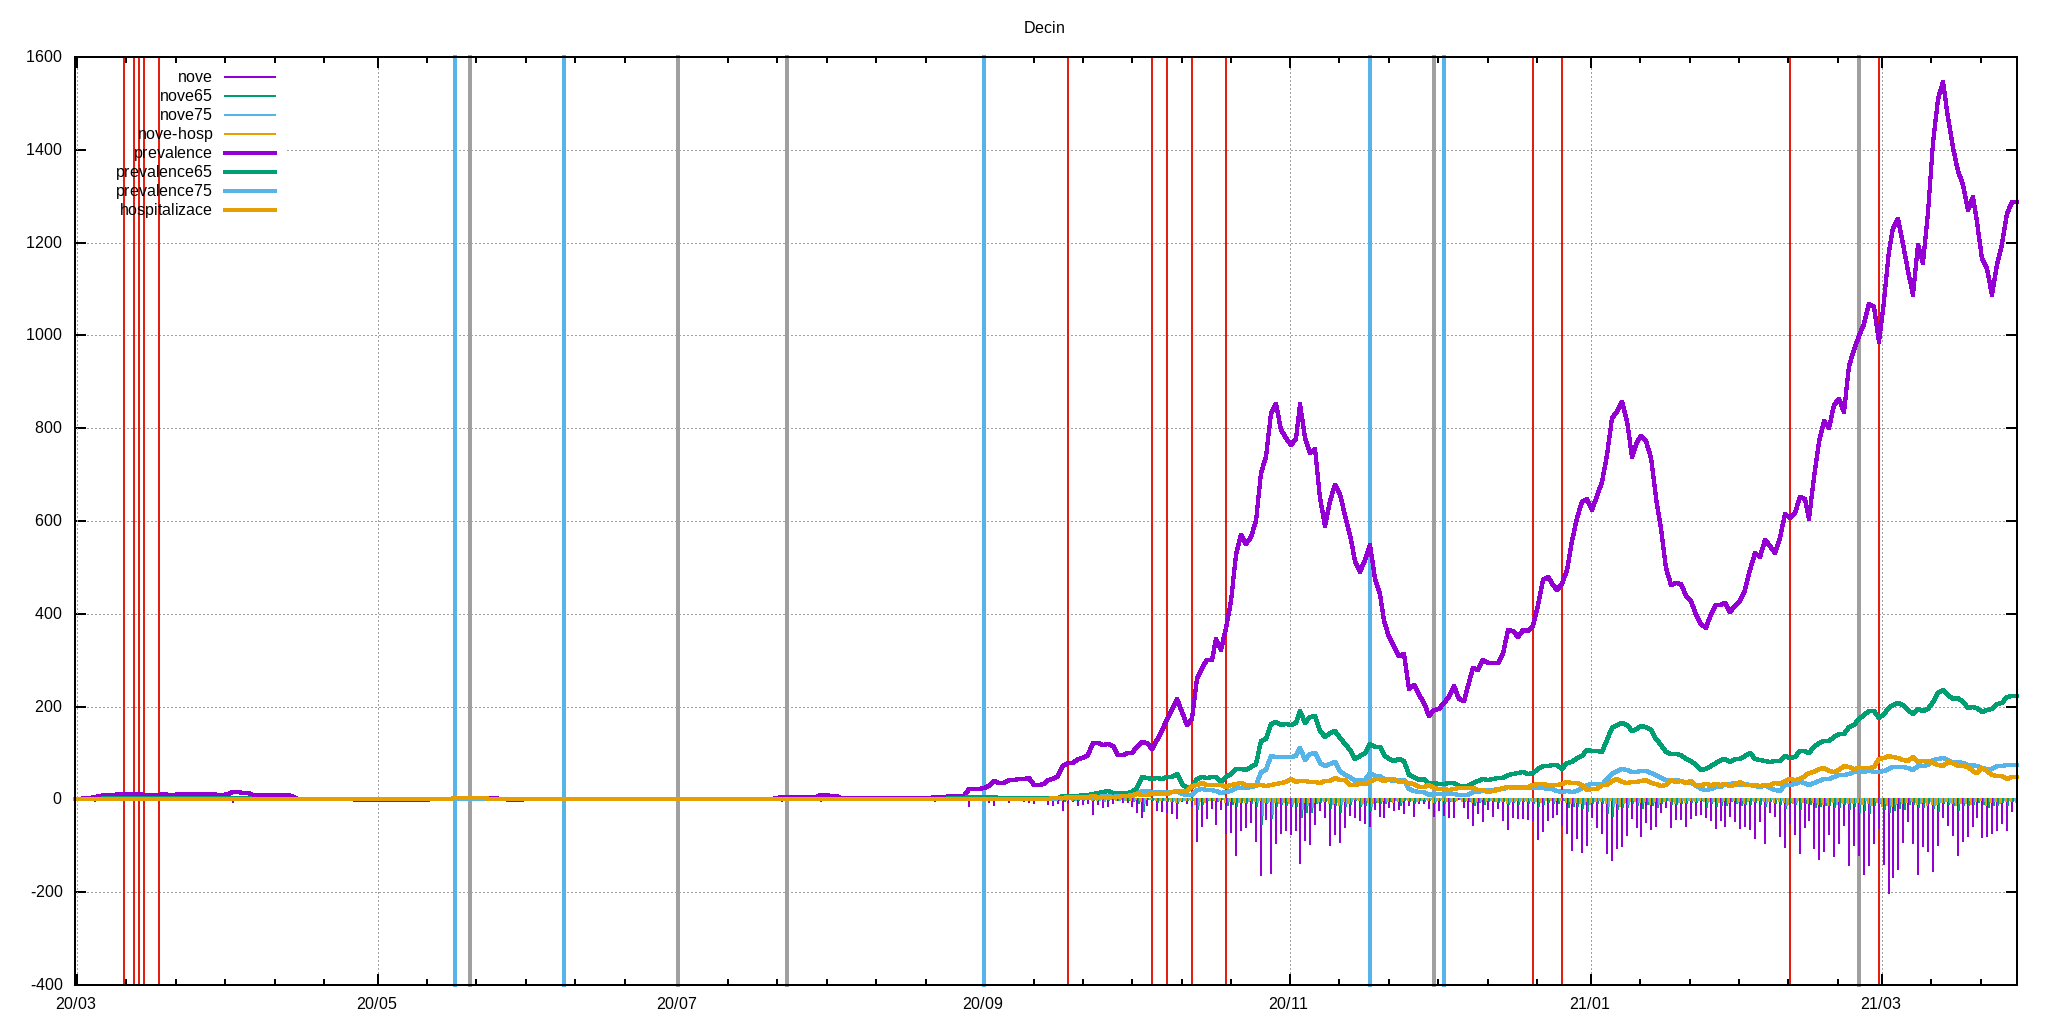 Decin
1600
1400
1200
1000
800
600
400
200
0
-200
-400
nove
nove65
nove75
nove-hosp
prevalence
prevalence65
prevalence75
hospitalizace
20/03 20/05 20/07 20/09 20/11 21/01 21/03